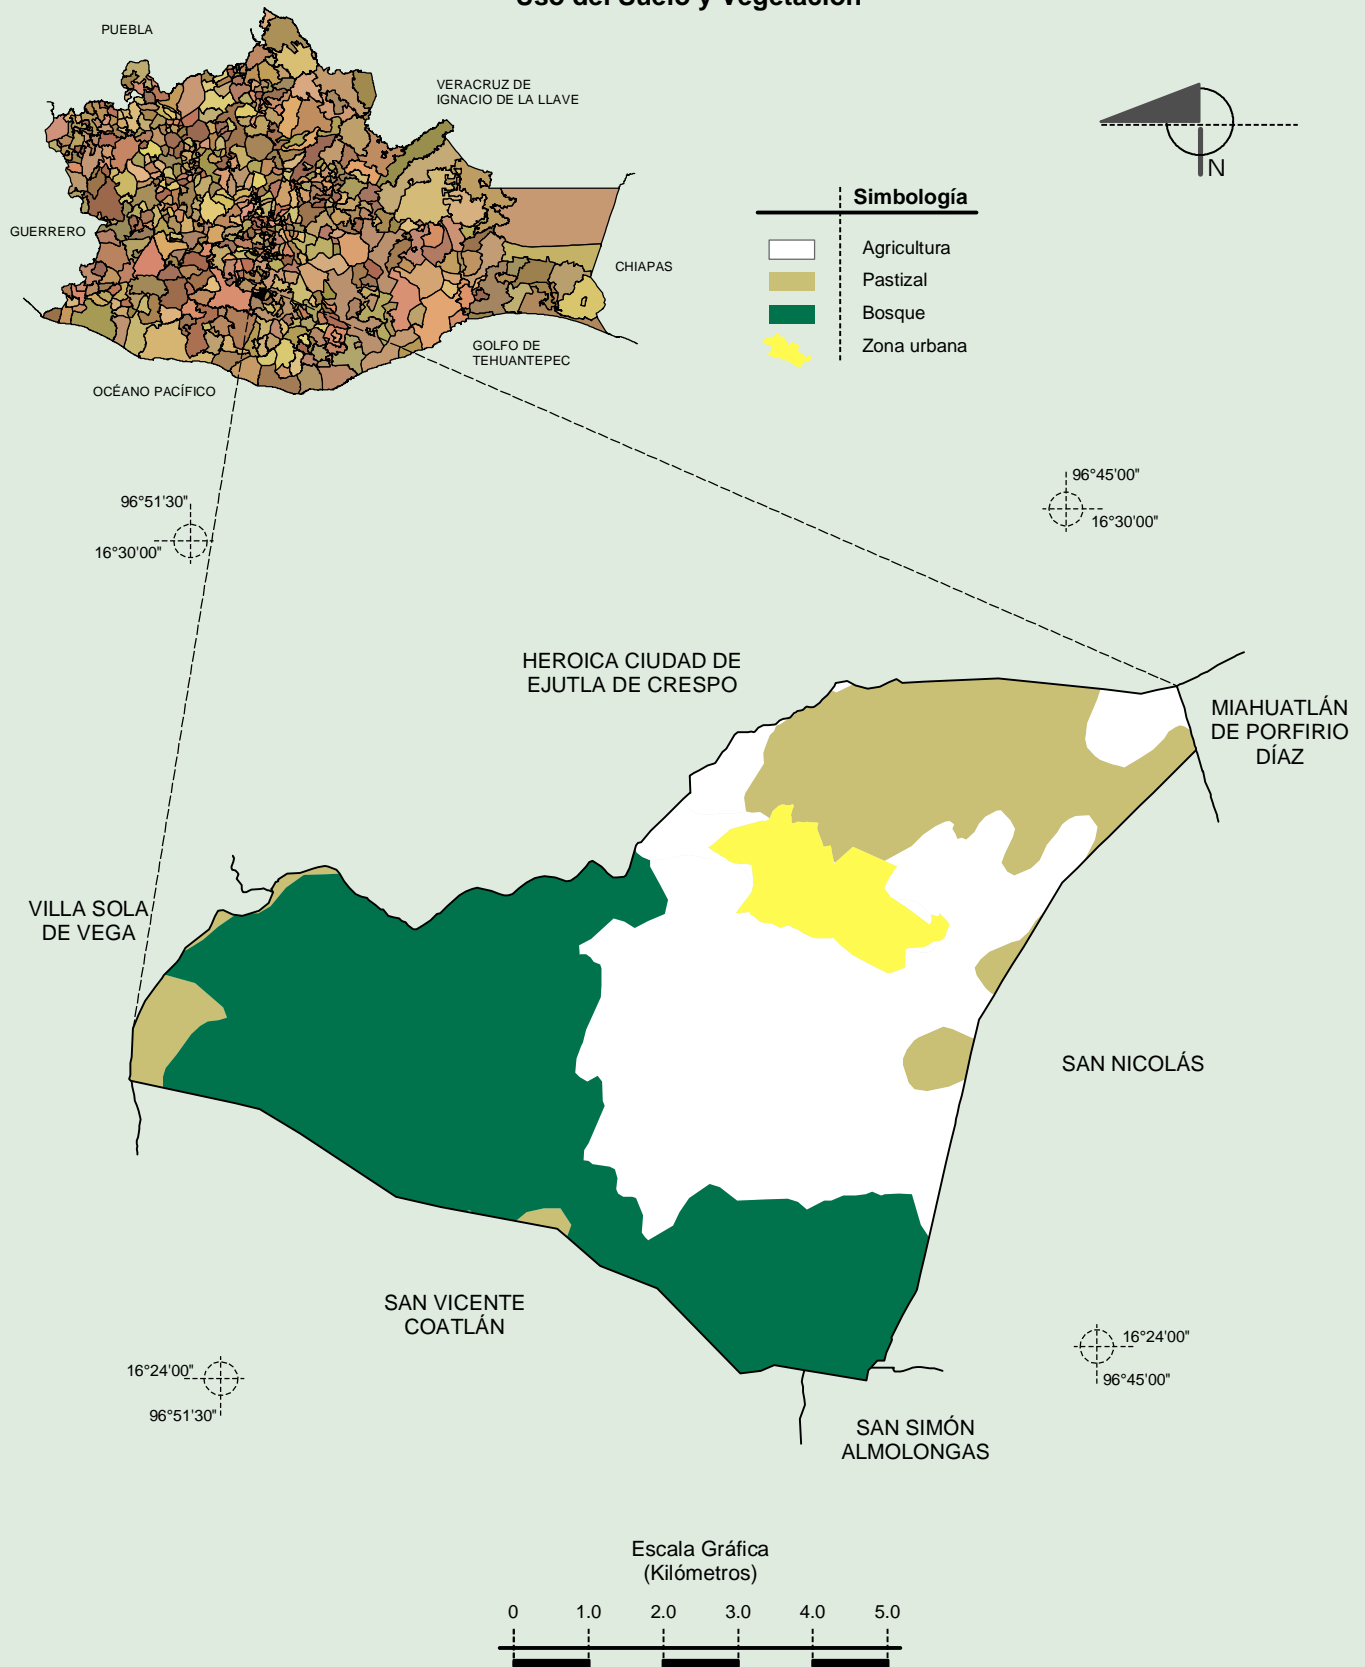 Uso del Suelo y Vegetación
PUEBLA
VERACRUZ DE
IGNACIO DE LA LLAVE
N
Simbología
Agricultura
Pastizal
Bosque
Zona urbana
GUERRERO
CHIAPAS
GOLFO DE
TEHUANTEPEC
OCÉANO PACÍFICO
96°51'30"
16°30'00"
96°45'00"
16°30'00"
HEROICA CIUDAD DE
EJUTLA DE CRESPO
MIAHUATLÁN
DE PORFIRIO
DÍAZ
VILLA SOLA
DE VEGA
SAN NICOLÁS
SAN VICENTE
COATLÁN
16°24'00"
96°51'30"
16°24'00"
96°45'00"
SAN SIMÓN
ALMOLONGAS
Escala Gráfica
(Kilómetros)
0 1.0 2.0 3.0 4.0 5.0